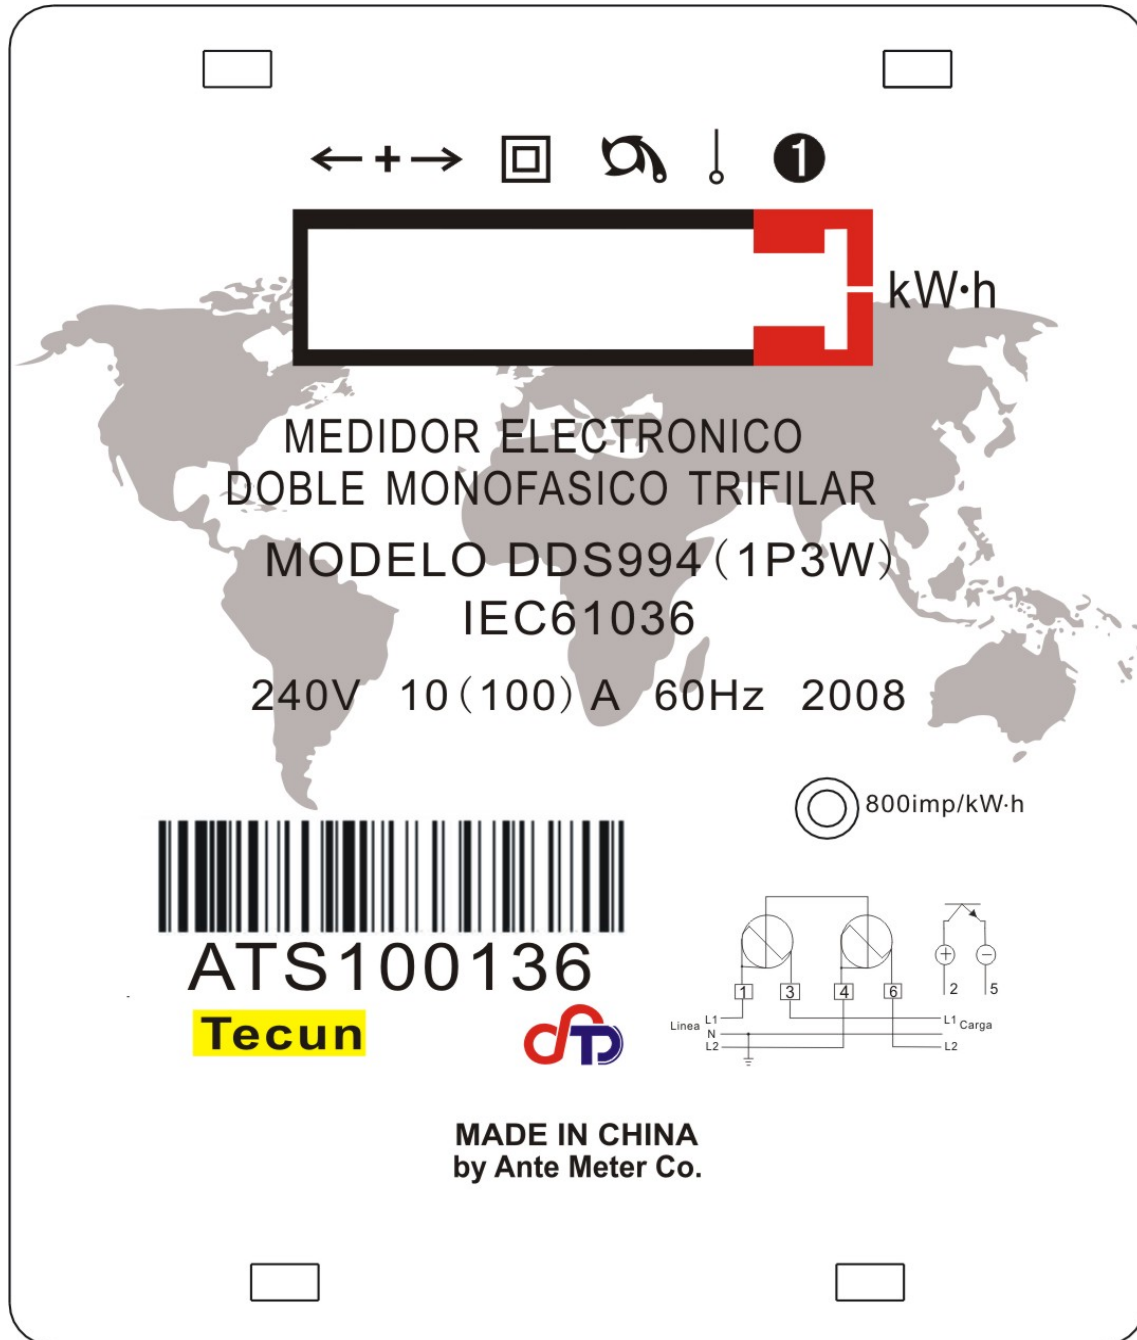 ←+→ 1
kW·h
MEDIDOR ELECTRONICO
DOBLE MONOFASICO TRIFILAR
MODELO DDS994(1P3W)
IEC61036
240V 10(100)A 60Hz 2008
800imp/kW·h
ATS100136
Tecun
1 3 4 6 2 5
+ −
Linea L1 N L2
L1 Carga L2
MADE IN CHINA
by Ante Meter Co.